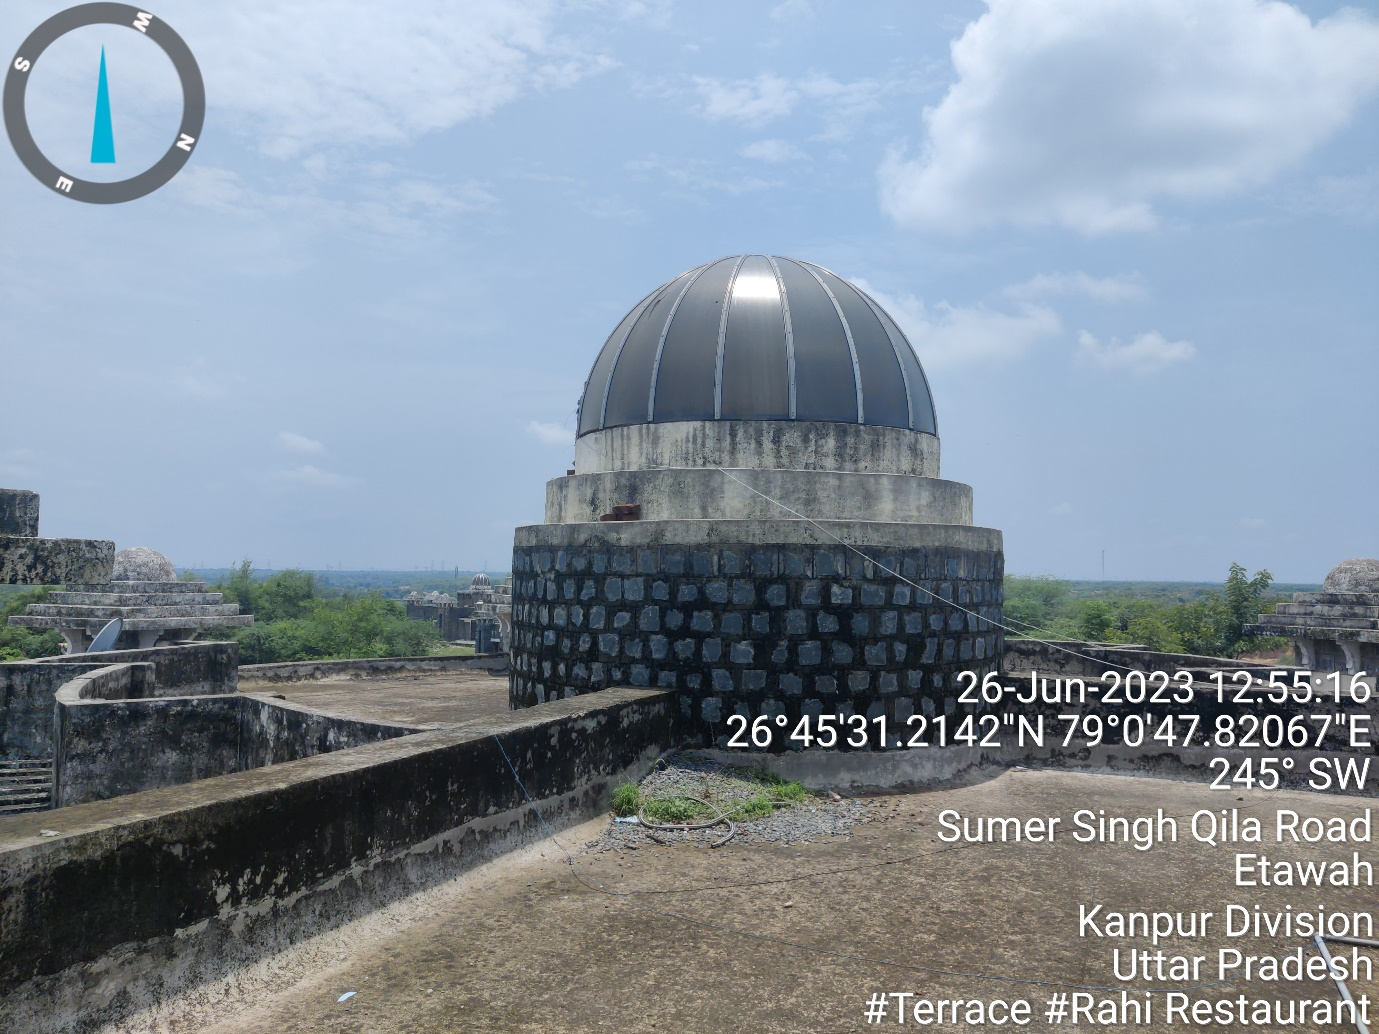 W
S
N
E
26-Jun-2023 12:55:16
26°45'31.2142"N 79°0'47.82067"E
245° SW
Sumer Singh Qila Road
Etawah
Kanpur Division
Uttar Pradesh
#Terrace #Rahi Restaurant